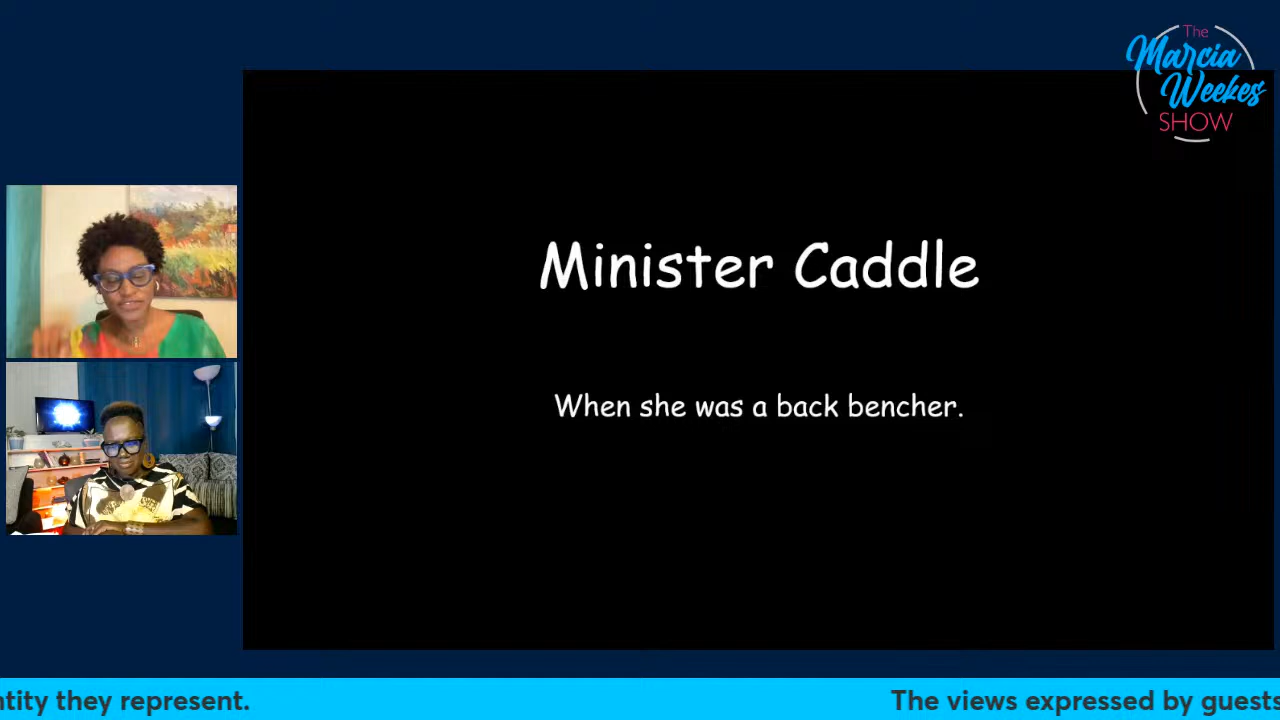 The
Marcia
Weekes
SHOW
Minister Caddle
When she was a back bencher.
ntity they represent.
The views expressed by guests